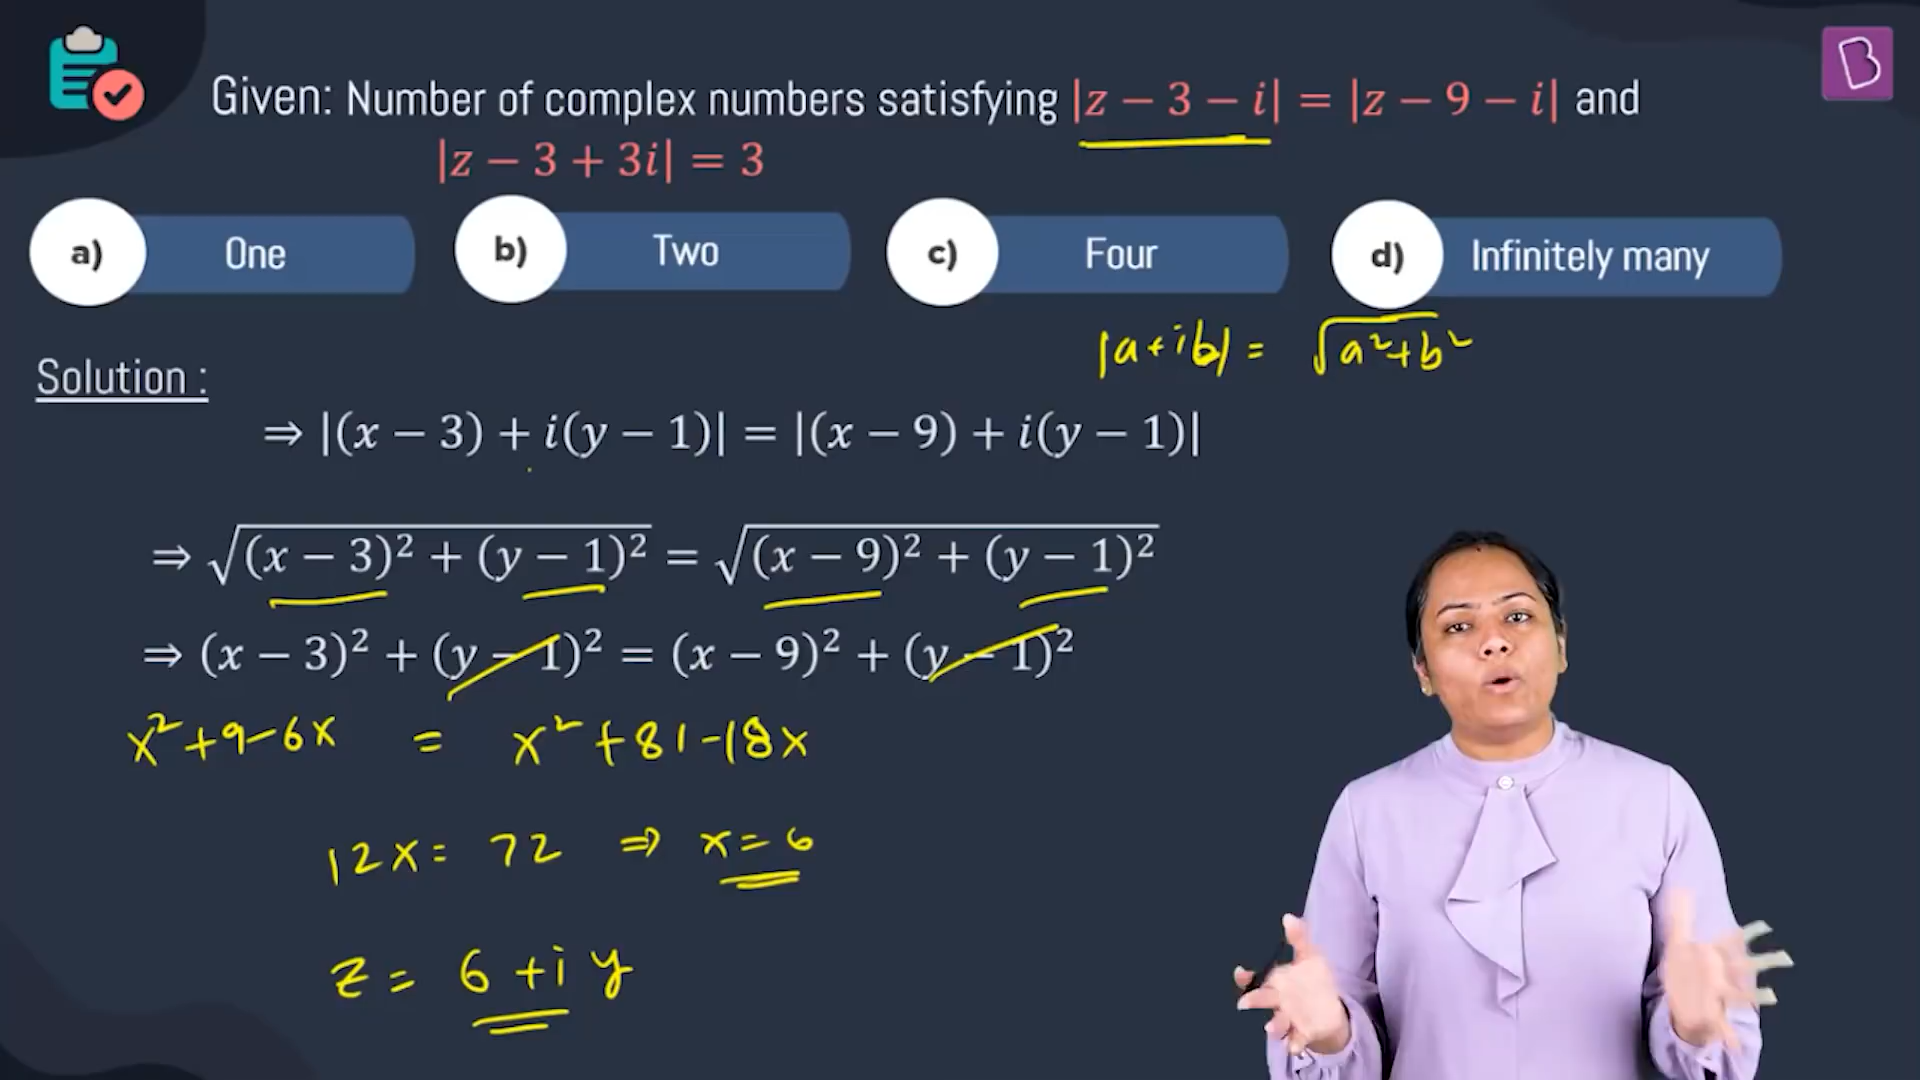 Given: Number of complex numbers satisfying |z − 3 − i| = |z − 9 − i| and
|z − 3 + 3i| = 3
a) One b) Two c) Four d) Infinitely many
|a+ib| = √a²+b²
Solution :
⇒ |(x − 3) + i(y − 1)| = |(x − 9) + i(y − 1)|
⇒ √(x − 3)² + (y − 1)² = √(x − 9)² + (y − 1)²
⇒ (x − 3)² + (y − 1)² = (x − 9)² + (y − 1)²
x²+9-6x = x²+81-18x
12x = 72 ⇒ x=6
z = 6+iy